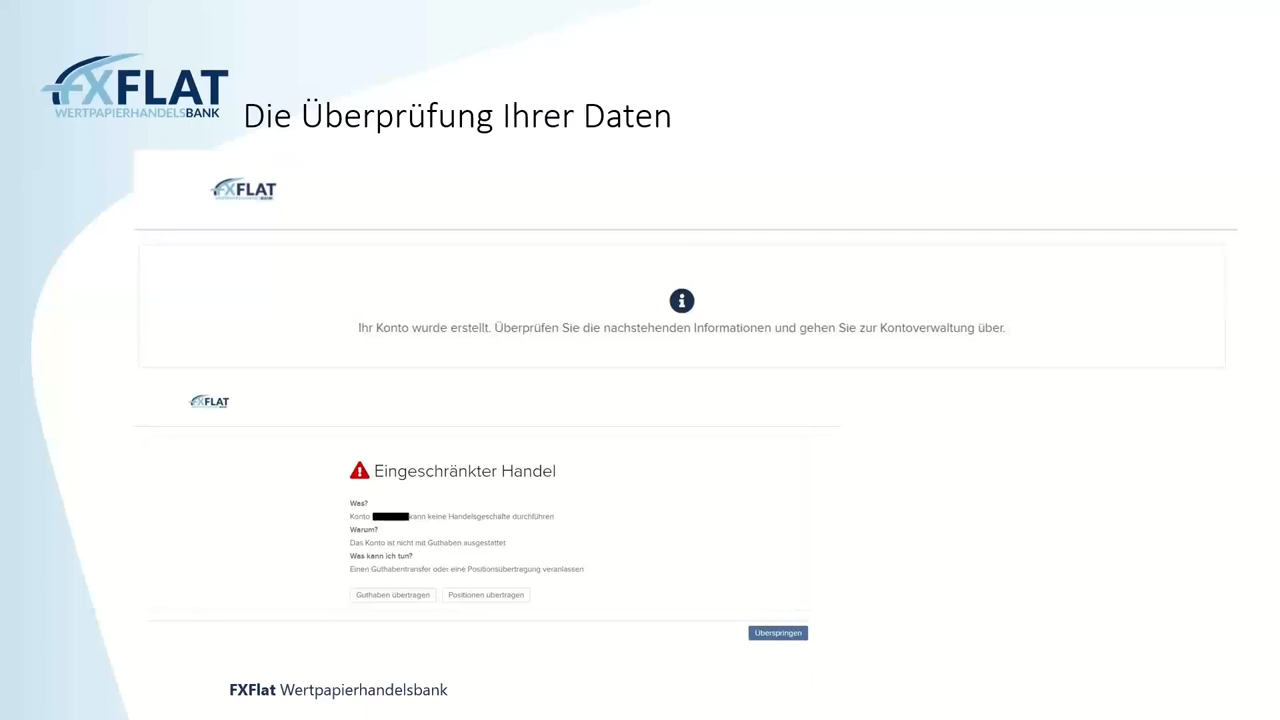 FXFLAT
WERTPAPIERHANDELSBANK
Die Überprüfung Ihrer Daten
FXFLAT
WERTPAPIERHANDELSBANK
Ihr Konto wurde erstellt. Überprüfen Sie die nachstehenden Informationen und gehen Sie zur Kontoverwaltung über.
FXFLAT
Eingeschränkter Handel
Was?
Konto kann keine Handelsgeschäfte durchführen
Warum?
Das Konto ist nicht mit Guthaben ausgestattet
Was kann ich tun?
Einen Guthabentransfer oder eine Positionsübertragung veranlassen
Guthaben übertragen Positionen übertragen
Überspringen
FXFlat Wertpapierhandelsbank